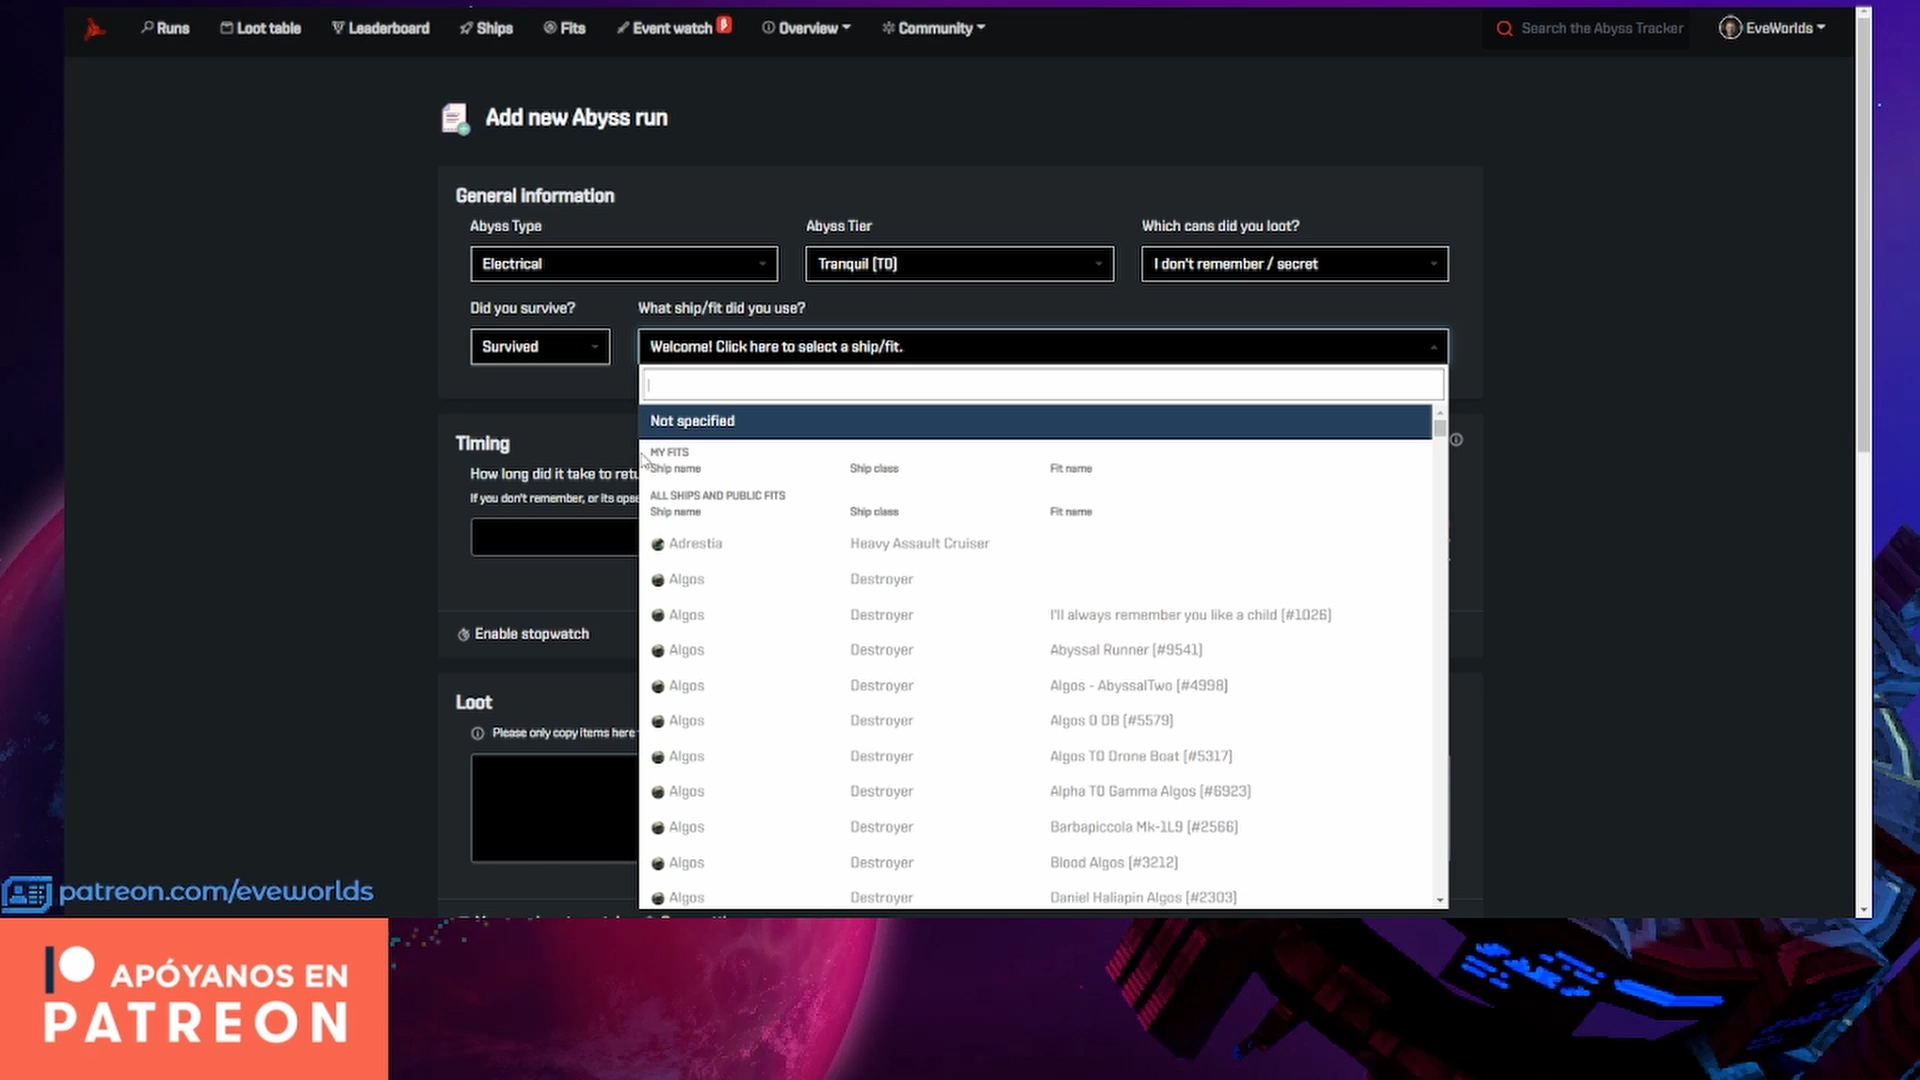 Runs
Loot table
Leaderboard
Ships
Fits
Event watch
β
Overview
Community
Search the Abyss Tracker
EveWorlds
Add new Abyss run
General information
Abyss Type
Abyss Tier
Which cans did you loot?
Electrical
Tranquil (T0)
I don't remember / secret
Did you survive?
What ship/fit did you use?
Survived
Welcome! Click here to select a ship/fit.
Not specified
Timing
How long did it take to retu
If you don't remember, or its opse
MY FITS
Ship name Ship class Fit name
ALL SHIPS AND PUBLIC FITS
Ship name Ship class Fit name
Adrestia Heavy Assault Cruiser
Algos Destroyer
Algos Destroyer I'll always remember you like a child (#1026)
Algos Destroyer Abyssal Runner (#9541)
Algos Destroyer Algos - AbyssalTwo (#4998)
Algos Destroyer Algos 0 DB (#5579)
Algos Destroyer Algos T0 Drone Boat (#5317)
Algos Destroyer Alpha T0 Gamma Algos (#6923)
Algos Destroyer Barbapiccola Mk-1L9 (#2566)
Algos Destroyer Blood Algos (#3212)
Algos Destroyer Daniel Haliapin Algos (#2303)
Enable stopwatch
Loot
Please only copy items here
patreon.com/eveworlds
APÓYANOS EN
PATREON